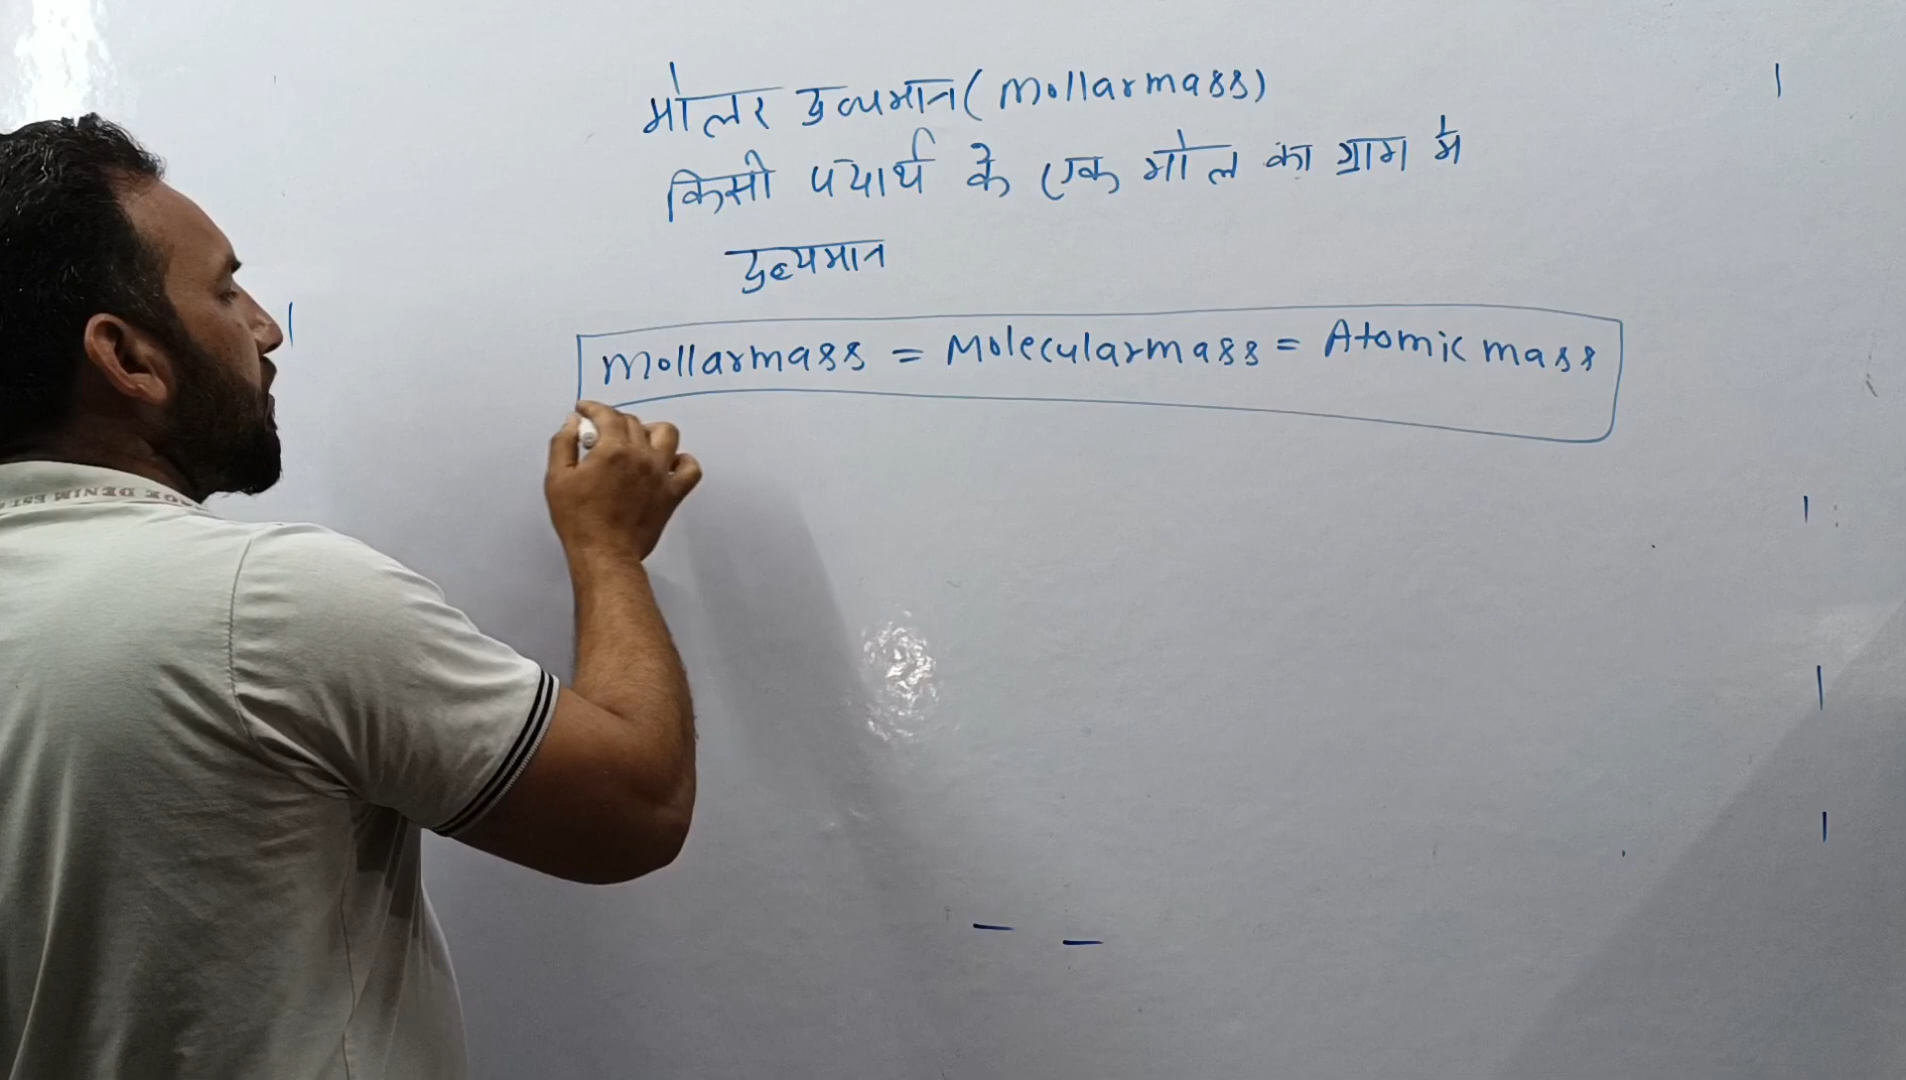 मोलर द्रव्यमान (Mollarmass)
किसी पदार्थ के एक मोल का ग्राम में
द्रव्यमान
Mollarmass = Molecularmass = Atomic mass